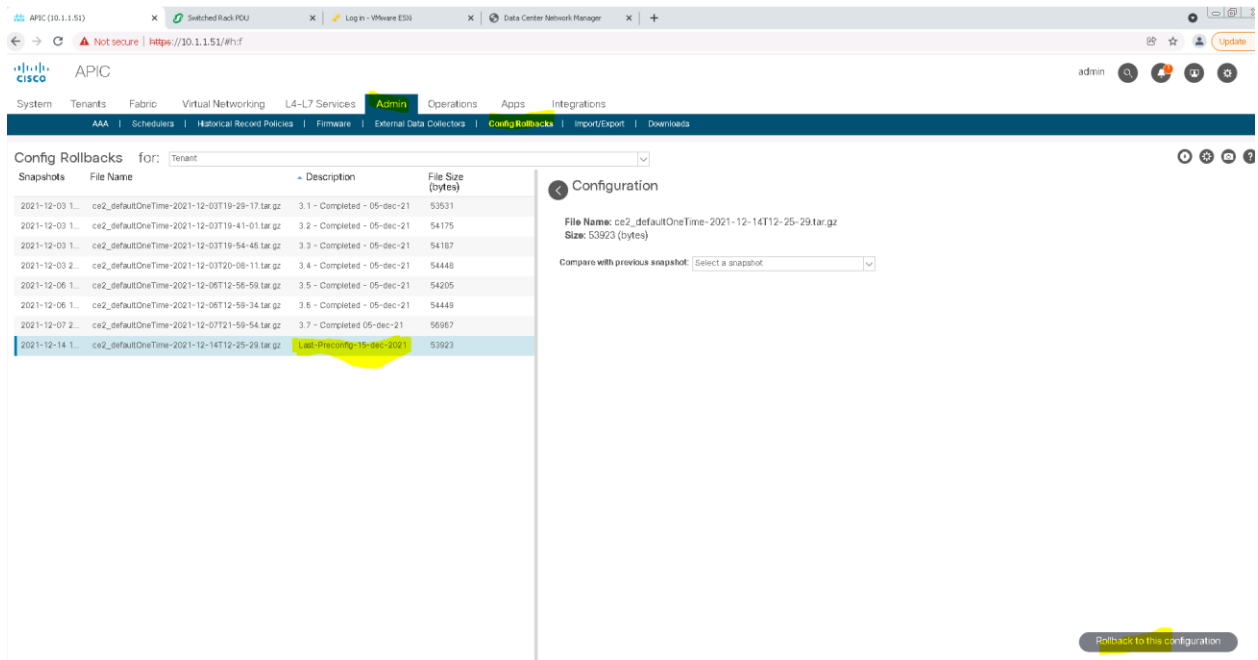 APIC (10.1.1.51)
Switched Rack PDU
Log in - VMware ESXi
Data Center Network Manager
Not secure | https://10.1.1.51/#h:f
Update
CISCO APIC
admin
System Tenants Fabric Virtual Networking L4-L7 Services Admin Operations Apps Integrations
AAA | Schedulers | Historical Record Policies | Firmware | External Data Collectors | Config Rollbacks | Import/Export | Downloads
Config Rollbacks for: Tenant
Snapshots File Name Description File Size (bytes)
2021-12-03 1... ce2_defaultOneTime-2021-12-03T19-29-17.tar.gz 3.1 - Completed - 05-dec-21 53531
2021-12-03 1... ce2_defaultOneTime-2021-12-03T19-41-01.tar.gz 3.2 - Completed - 05-dec-21 54175
2021-12-03 1... ce2_defaultOneTime-2021-12-03T19-54-46.tar.gz 3.3 - Completed - 05-dec-21 54187
2021-12-03 2... ce2_defaultOneTime-2021-12-03T20-08-11.tar.gz 3.4 - Completed - 05-dec-21 54448
2021-12-06 1... ce2_defaultOneTime-2021-12-06T12-56-59.tar.gz 3.5 - Completed - 05-dec-21 54205
2021-12-06 1... ce2_defaultOneTime-2021-12-06T12-59-34.tar.gz 3.6 - Completed - 05-dec-21 54449
2021-12-07 2... ce2_defaultOneTime-2021-12-07T21-59-54.tar.gz 3.7 - Completed 05-dec-21 56967
2021-12-14 1... ce2_defaultOneTime-2021-12-14T12-25-29.tar.gz Last-Preconfig-15-dec-2021 53923
Configuration
File Name: ce2_defaultOneTime-2021-12-14T12-25-29.tar.gz
Size: 53923 (bytes)
Compare with previous snapshot: Select a snapshot
Rollback to this configuration